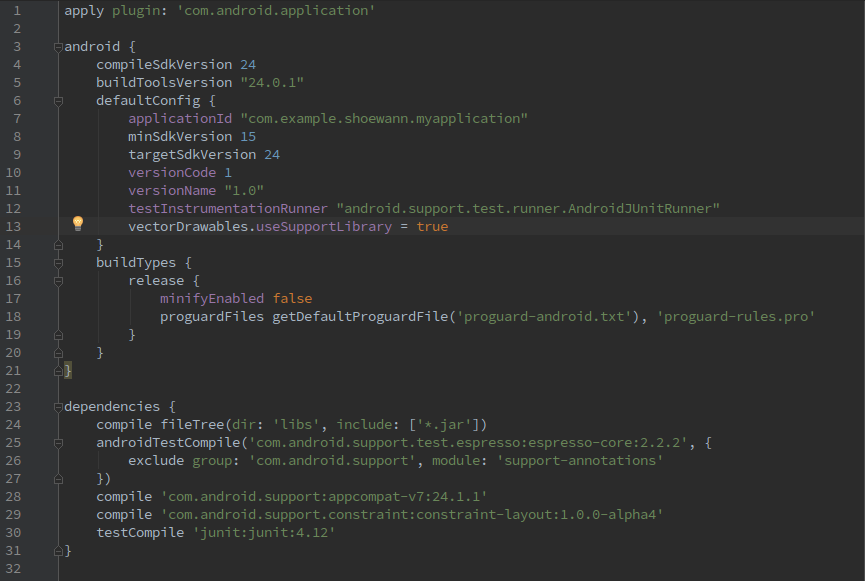 1 apply plugin: 'com.android.application'
2
3 android {
4 compileSdkVersion 24
5 buildToolsVersion "24.0.1"
6 defaultConfig {
7 applicationId "com.example.shoewann.myapplication"
8 minSdkVersion 15
9 targetSdkVersion 24
10 versionCode 1
11 versionName "1.0"
12 testInstrumentationRunner "android.support.test.runner.AndroidJUnitRunner"
13 vectorDrawables.useSupportLibrary = true
14 }
15 buildTypes {
16 release {
17 minifyEnabled false
18 proguardFiles getDefaultProguardFile('proguard-android.txt'), 'proguard-rules.pro'
19 }
20 }
21 }
22
23 dependencies {
24 compile fileTree(dir: 'libs', include: ['*.jar'])
25 androidTestCompile('com.android.support.test.espresso:espresso-core:2.2.2', {
26 exclude group: 'com.android.support', module: 'support-annotations'
27 })
28 compile 'com.android.support:appcompat-v7:24.1.1'
29 compile 'com.android.support.constraint:constraint-layout:1.0.0-alpha4'
30 testCompile 'junit:junit:4.12'
31 }
32